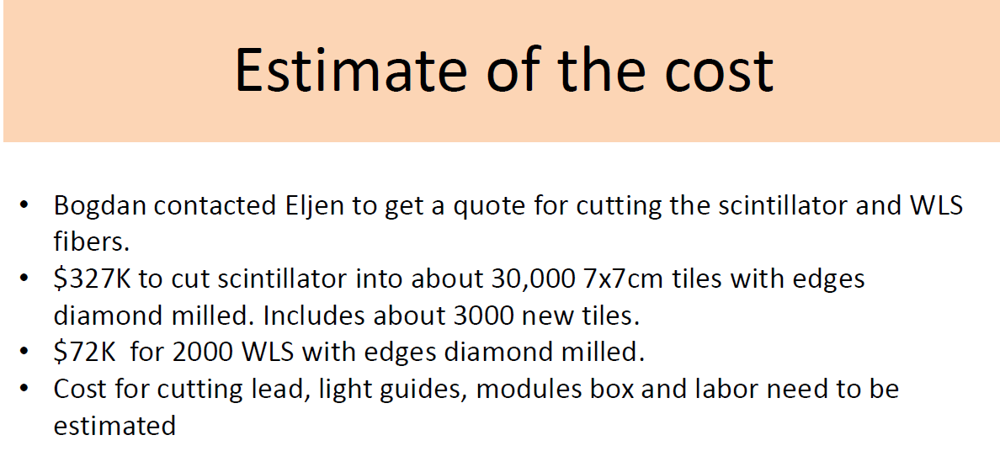 Estimate of the cost
• Bogdan contacted Eljen to get a quote for cutting the scintillator and WLS
fibers.
• $327K to cut scintillator into about 30,000 7x7cm tiles with edges
diamond milled. Includes about 3000 new tiles.
• $72K  for 2000 WLS with edges diamond milled.
• Cost for cutting lead, light guides, modules box and labor need to be
estimated